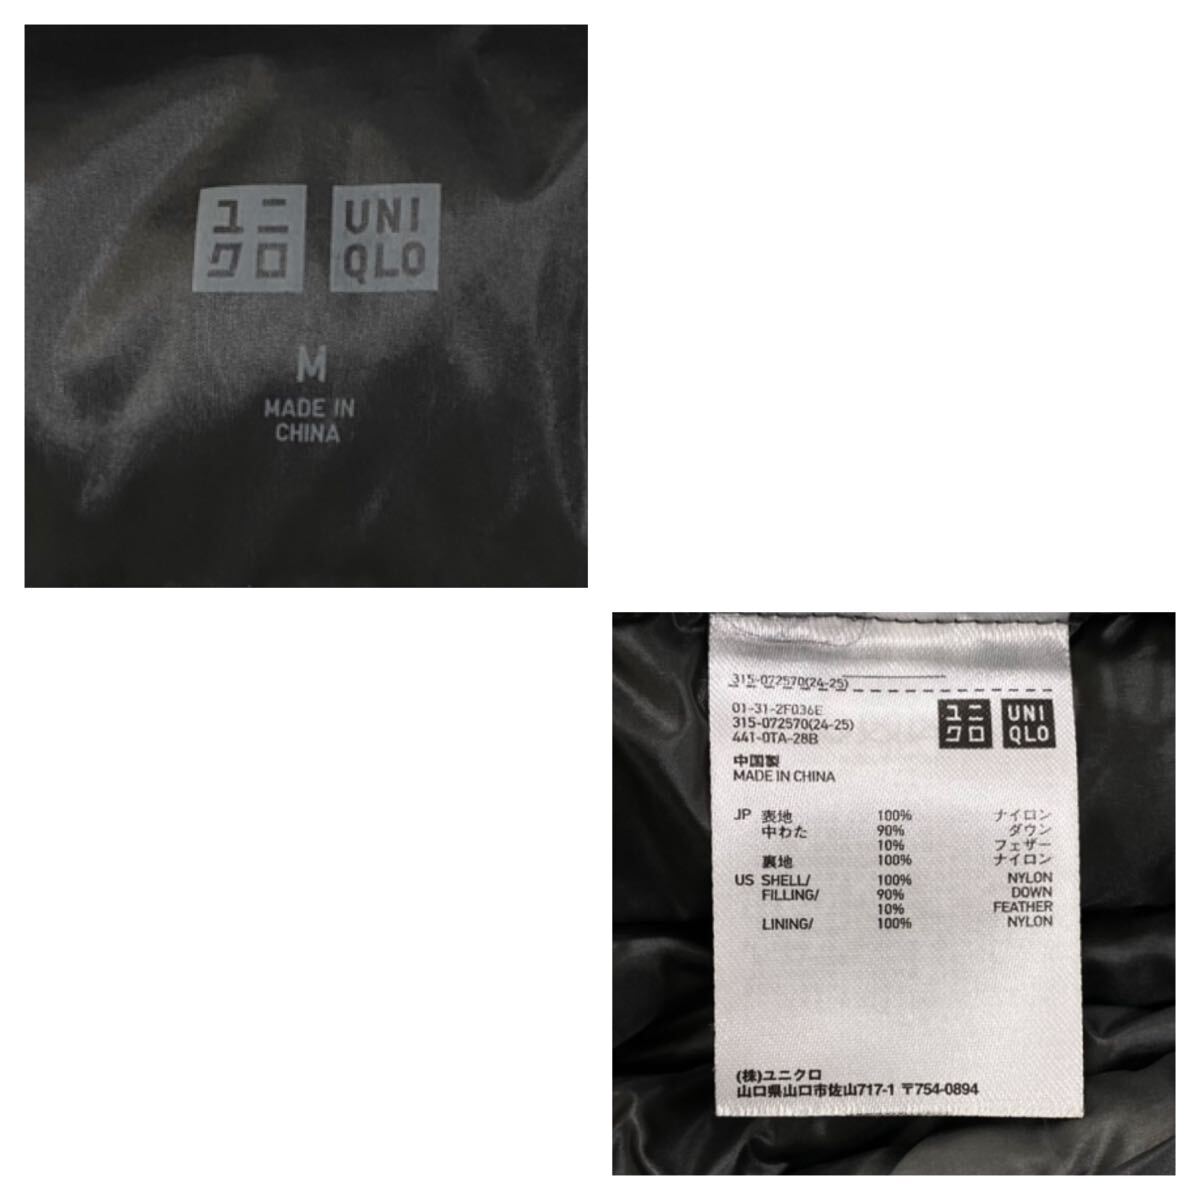 ユニ
クロ
UNI
QLO
M
MADE IN
CHINA
315-072570(24-25)
01-31-2F036E
315-072570(24-25)
441-0TA-28B
ユニ
クロ
UNI
QLO
中国製
MADE IN CHINA
JP 表地 100% ナイロン
中わた 90% ダウン
10% フェザー
裏地 100% ナイロン
US SHELL/ 100% NYLON
FILLING/ 90% DOWN
10% FEATHER
LINING/ 100% NYLON
(株)ユニクロ
山口県山口市佐山717-1 〒754-0894